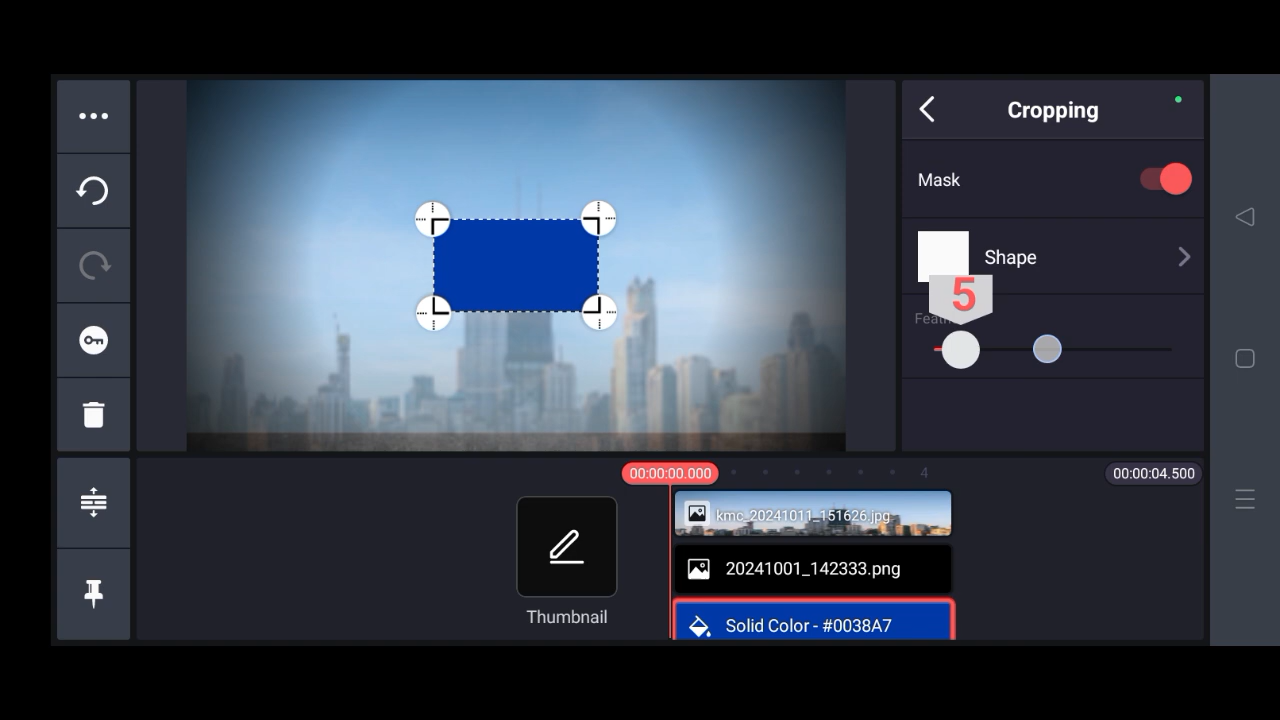 Cropping
Mask
Shape
5
00:00:00.000
4
00:00:04.500
kmc_20241011_151626.jpg
20241001_142333.png
Thumbnail
Solid Color - #0038A7